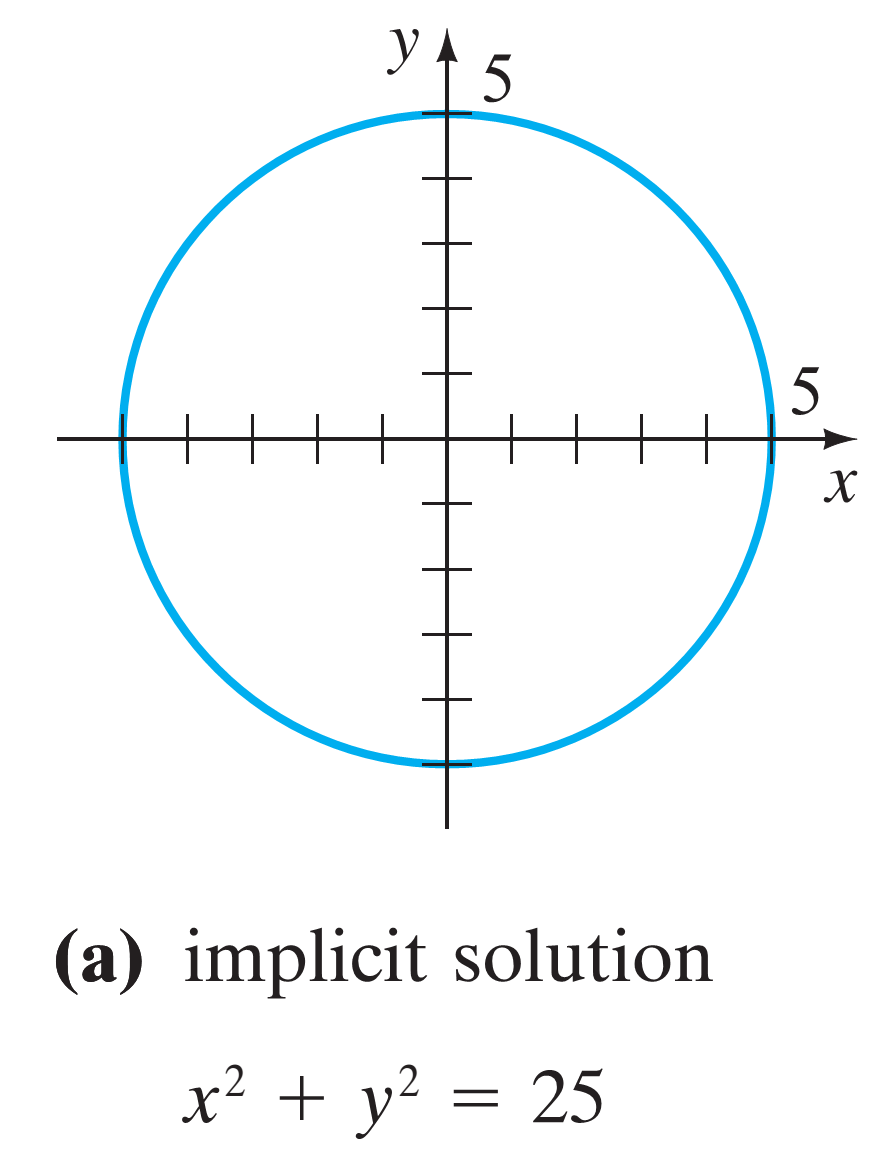 y
5
5
x
(a) implicit solution
x² + y² = 25